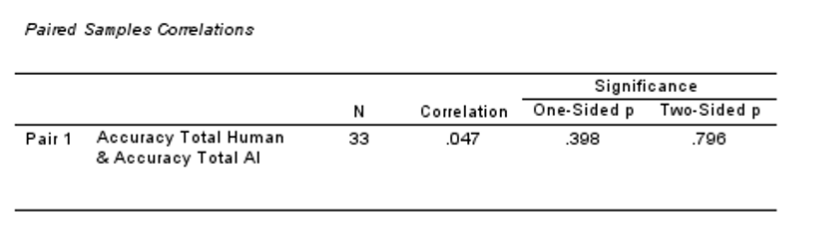 Paired Samples Correlations
Significance
N Correlation One-Sided p Two-Sided p
Pair 1 Accuracy Total Human 33 .047 .398 .796
& Accuracy Total AI